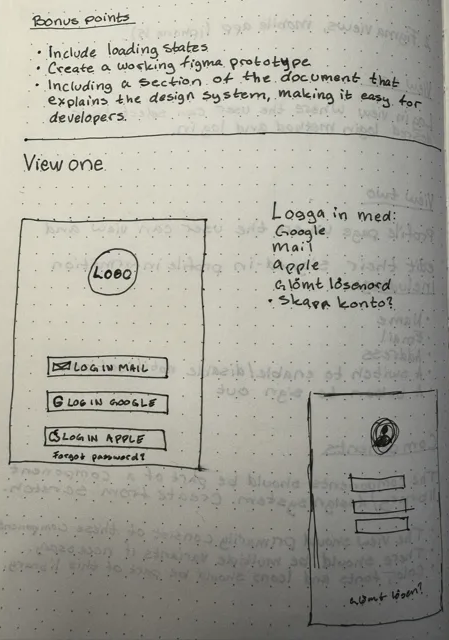 Bonus points
• Include loading states
• Create a working figma prototype
• Including a section of the document that
explains the design system, making it easy for
developers.
View one
Logga in med:
Google
mail
apple
Glömt lösenord
• Skapa konto?
LOGO
LOG IN MAIL
G LOG IN GOOGLE
LOG IN APPLE
Forgot password?
Glömt lösen?